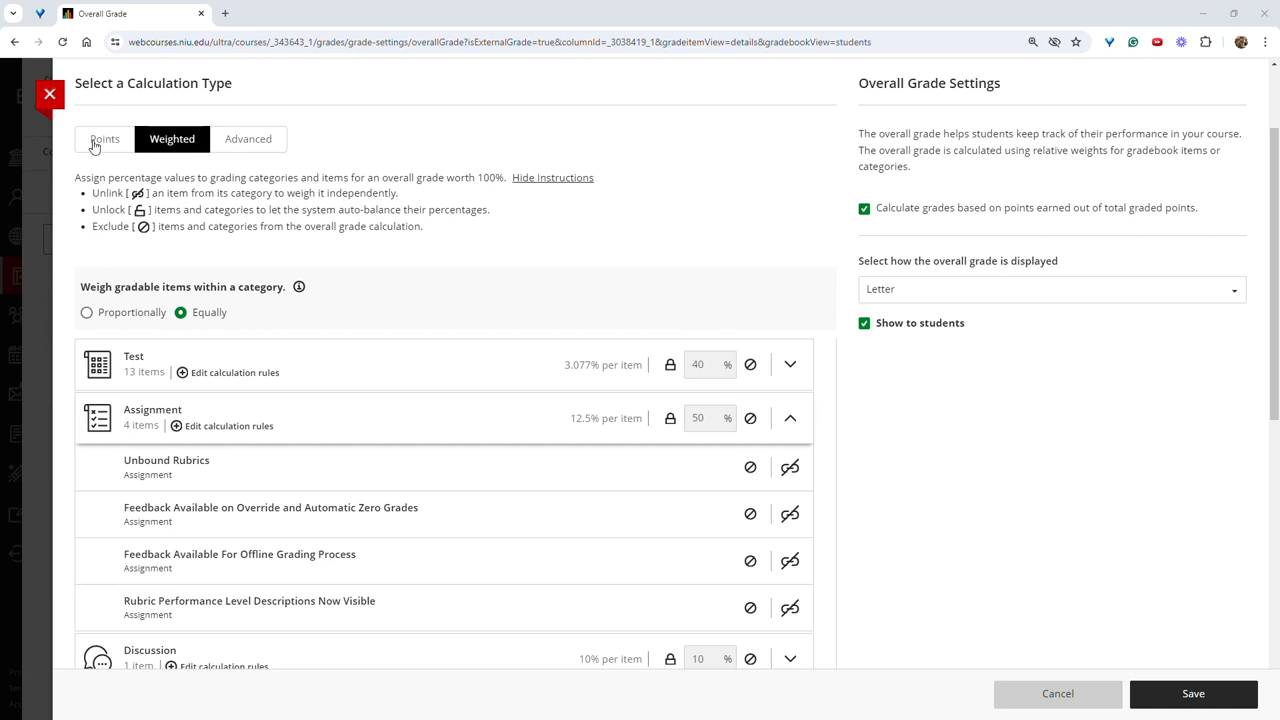 Overall Grade
webcourses.niu.edu/ultra/courses/_343643_1/grades/grade-settings/overallGrade?isExternalGrade=true&columnId=_3038419_1&gradeitemView=details&gradebookView=students
Select a Calculation Type
Points
Weighted
Advanced
Assign percentage values to grading categories and items for an overall grade worth 100%. Hide Instructions
• Unlink [ ] an item from its category to weigh it independently.
• Unlock [ ] items and categories to let the system auto-balance their percentages.
• Exclude [ ] items and categories from the overall grade calculation.
Weigh gradable items within a category.
Proportionally
Equally
Test
13 items
Edit calculation rules
3.077% per item
40 %
Assignment
4 items
Edit calculation rules
12.5% per item
50 %
Unbound Rubrics
Assignment
Feedback Available on Override and Automatic Zero Grades
Assignment
Feedback Available For Offline Grading Process
Assignment
Rubric Performance Level Descriptions Now Visible
Assignment
Discussion
1 item
Edit calculation rules
10% per item
10 %
Overall Grade Settings
The overall grade helps students keep track of their performance in your course.
The overall grade is calculated using relative weights for gradebook items or
categories.
Calculate grades based on points earned out of total graded points.
Select how the overall grade is displayed
Letter
Show to students
Cancel
Save